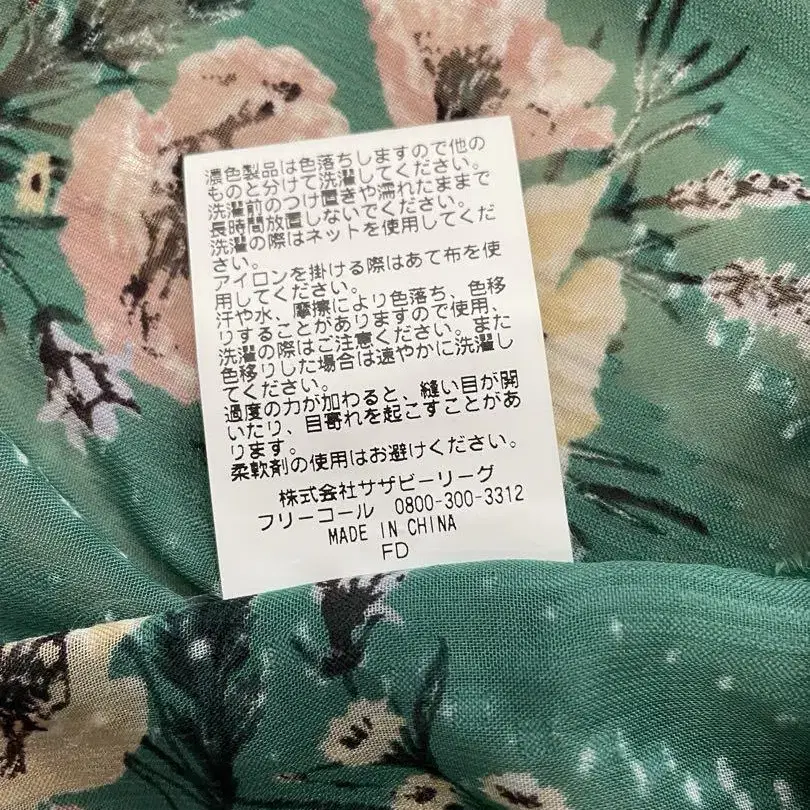 濃色製品は色落ちしますので他の
ものと分けて洗濯してください。
洗濯前のつけ置きや濡れたままで
長時間放置しないでください。
洗濯の際はネットを使用してくだ
さい。
アイロンを掛ける際はあて布を使
用してください。
汗や水、摩擦により色落ち、色移
りすることがありますので使用、
洗濯の際はご注意ください。また
色移りした場合は速やかに洗濯し
てください。
過度の力が加わると、縫い目が開
いたり、目寄れを起こすことがあ
ります。
柔軟剤の使用はお避けください。
株式会社サザビーリーグ
フリーコール 0800-300-3312
MADE IN CHINA
FD